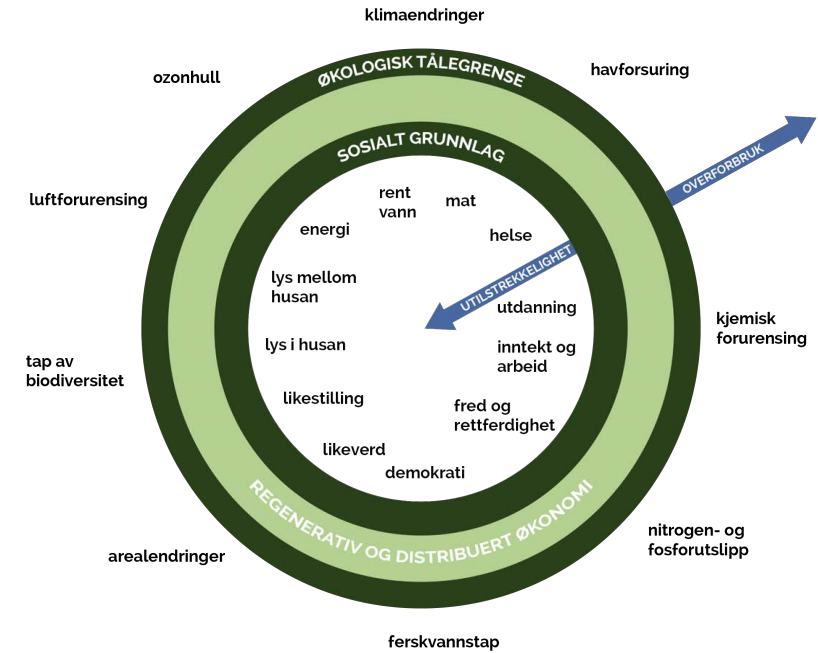 klimaendringer
ozonhull
havforsuring
ØKOLOGISK TÅLEGRENSE
OVERFORBRUK
SOSIALT GRUNNLAG
luftforurensing
rent
vann
mat
energi
helse
UTILSTREKKELIGHET
lys mellom
husan
utdanning
kjemisk
forurensing
lys i husan
inntekt og
arbeid
tap av
biodiversitet
likestilling
fred og
rettferdighet
likeverd
demokrati
REGENERATIV OG DISTRIBUERT ØKONOMI
nitrogen- og
fosforutslipp
arealendringer
ferskvannstap